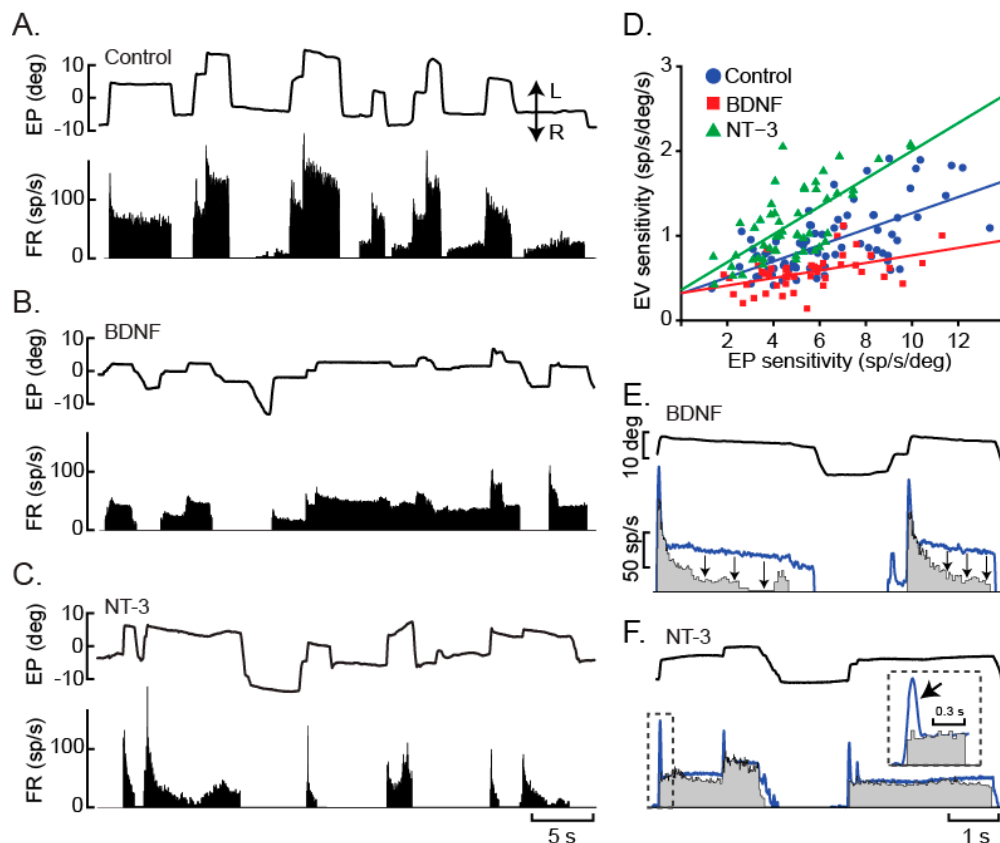 A.
Control
EP (deg)
10
0
-10
L
R
FR (sp/s)
100
0
B.
BDNF
EP (deg)
10
0
-10
FR (sp/s)
100
0
C.
NT-3
EP (deg)
10
0
-10
FR (sp/s)
100
0
5 s
D.
EV sensitivity (sp/s/deg/s)
3
2
1
0
Control
BDNF
NT-3
2 4 6 8 10 12
EP sensitivity (sp/s/deg)
E.
BDNF
10 deg
50 sp/s
F.
NT-3
0.3 s
1 s